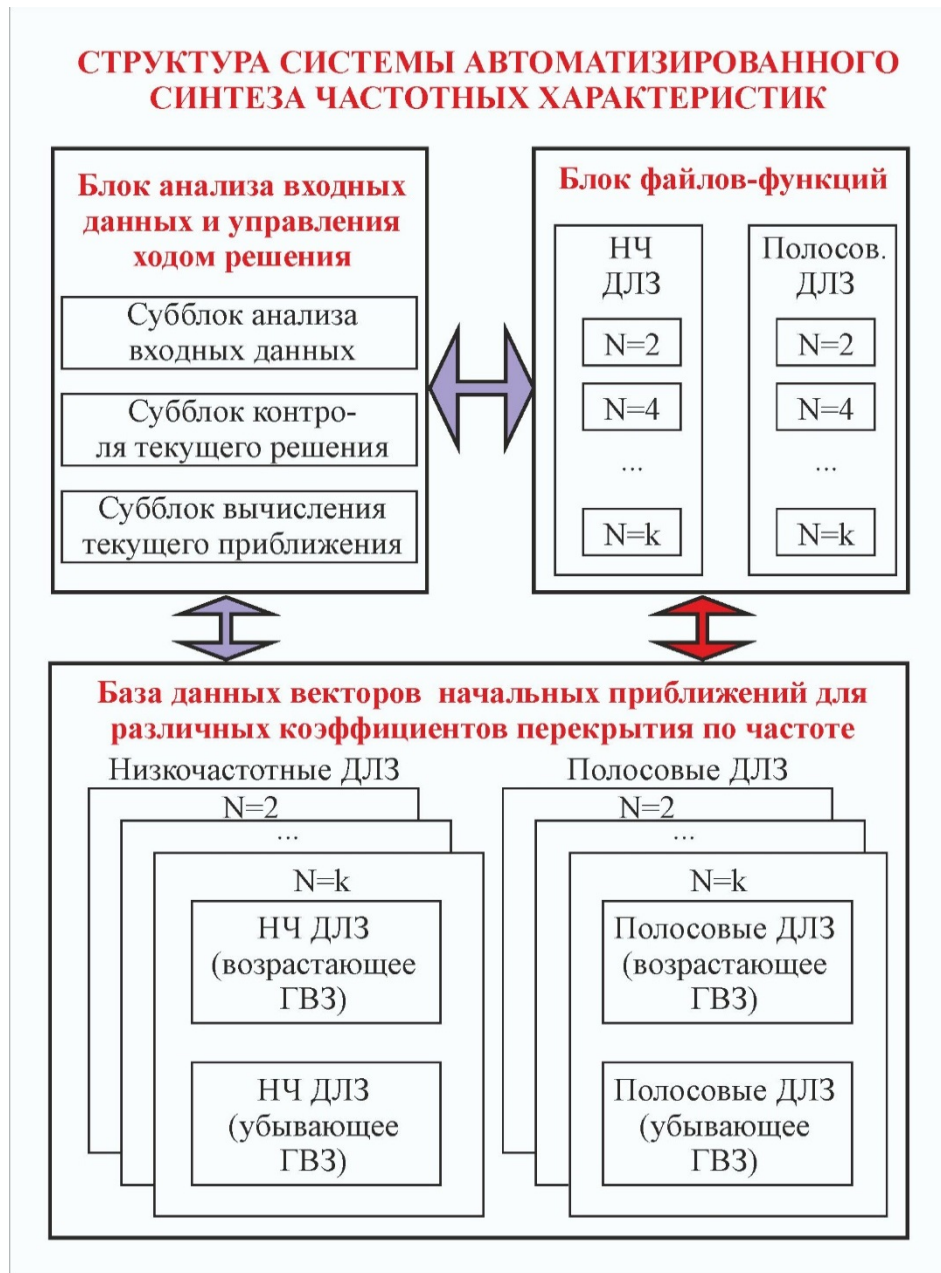 СТРУКТУРА СИСТЕМЫ АВТОМАТИЗИРОВАННОГО
СИНТЕЗА ЧАСТОТНЫХ ХАРАКТЕРИСТИК
Блок анализа входных
данных и управления
ходом решения
Субблок анализа
входных данных
Субблок контро-
ля текущего решения
Субблок вычисления
текущего приближения
Блок файлов-функций
НЧ
ДЛЗ
N=2
N=4
...
N=k
Полосов.
ДЛЗ
N=2
N=4
...
N=k
База данных векторов начальных приближений для
различных коэффициентов перекрытия по частоте
Низкочастотные ДЛЗ
N=2
...
N=k
НЧ ДЛЗ
(возрастающее
ГВЗ)
НЧ ДЛЗ
(убывающее
ГВЗ)
Полосовые ДЛЗ
N=2
...
N=k
Полосовые ДЛЗ
(возрастающее
ГВЗ)
Полосовые ДЛЗ
(убывающее
ГВЗ)